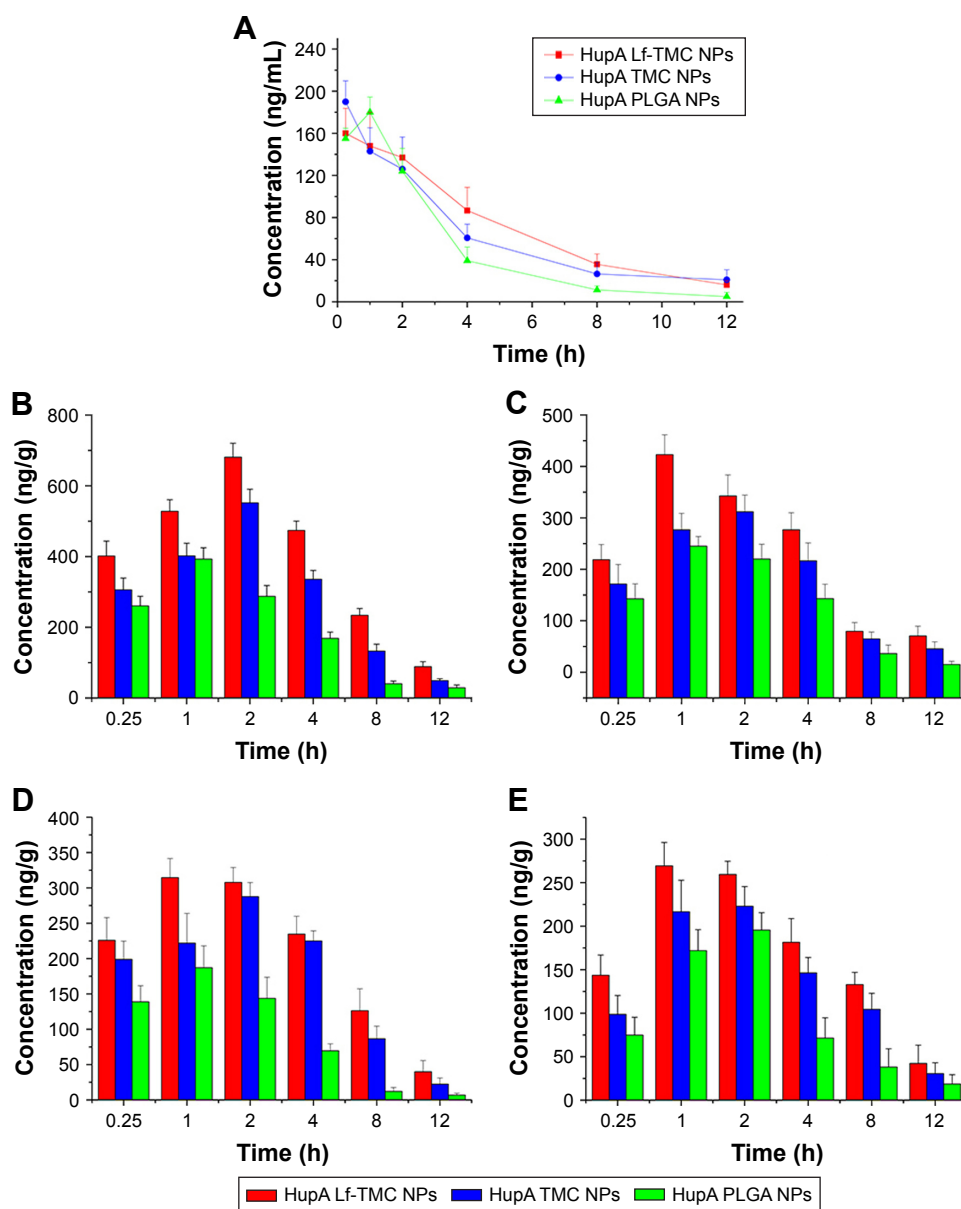 A
Concentration (ng/mL)
240
200
160
120
80
40
0
0 2 4 6 8 10 12
Time (h)
HupA Lf-TMC NPs
HupA TMC NPs
HupA PLGA NPs
B
Concentration (ng/g)
800
600
400
200
0
0.25 1 2 4 8 12
Time (h)
C
Concentration (ng/g)
500
400
300
200
100
0
0.25 1 2 4 8 12
Time (h)
D
Concentration (ng/g)
400
350
300
250
200
150
100
50
0
0.25 1 2 4 8 12
Time (h)
E
Concentration (ng/g)
300
250
200
150
100
50
0
0.25 1 2 4 8 12
Time (h)
HupA Lf-TMC NPs HupA TMC NPs HupA PLGA NPs